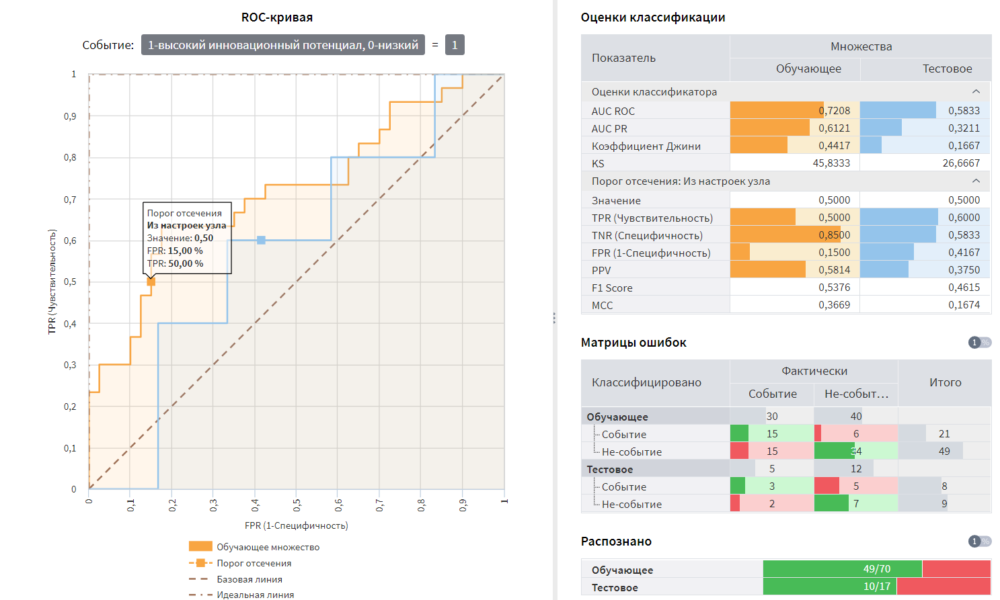 ROC-кривая
Событие: 1-высокий инновационный потенциал, 0-низкий = 1
1
0,9
0,8
0,7
0,6
0,5
0,4
0,3
0,2
0,1
0
TPR (Чувствительность)
Порог отсечения
Из настроек узла
Значение: 0,50
FPR: 15,00 %
TPR: 50,00 %
0 0,1 0,2 0,3 0,4 0,5 0,6 0,7 0,8 0,9 1
FPR (1-Специфичность)
Обучающее множество
Порог отсечения
Базовая линия
Идеальная линия
Оценки классификации
Показатель Множества
Обучающее Тестовое
Оценки классификатора
AUC ROC 0,7208 0,5833
AUC PR 0,6121 0,3211
Коэффициент Джини 0,4417 0,1667
KS 45,8333 26,6667
Порог отсечения: Из настроек узла
Значение 0,5000 0,5000
TPR (Чувствительность) 0,5000 0,6000
TNR (Специфичность) 0,8500 0,5833
FPR (1-Специфичность) 0,1500 0,4167
PPV 0,5814 0,3750
F1 Score 0,5376 0,4615
MCC 0,3669 0,1674
Матрицы ошибок 1 %
Классифицировано Фактически Итого
Событие Не-событ...
Обучающее 30 40
Событие 15 6 21
Не-событие 15 34 49
Тестовое 5 12
Событие 3 5 8
Не-событие 2 7 9
Распознано 1 %
Обучающее 49/70
Тестовое 10/17